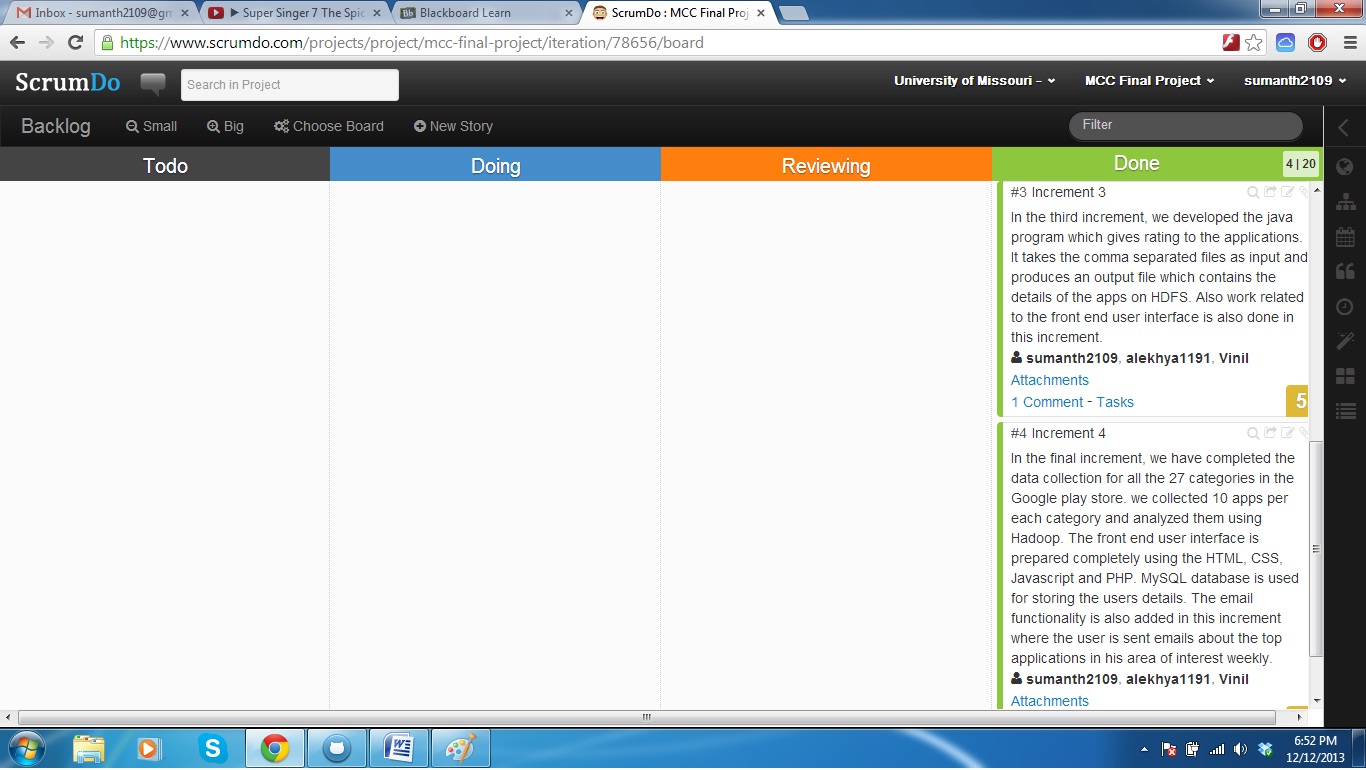 Inbox - sumanth2109@gm
Super Singer 7 The Spic
Blackboard Learn
ScrumDo : MCC Final Proj
https://www.scrumdo.com/projects/project/mcc-final-project/iteration/78656/board
ScrumDo
Search in Project
University of Missouri -
MCC Final Project
sumanth2109
Backlog
Small
Big
Choose Board
New Story
Filter
Todo
Doing
Reviewing
Done
4 | 20
#3 Increment 3
In the third increment, we developed the java
program which gives rating to the applications.
It takes the comma separated files as input and
produces an output file which contains the
details of the apps on HDFS. Also work related
to the front end user interface is also done in
this increment.
sumanth2109, alekhya1191, Vinil
Attachments
1 Comment - Tasks
5
#4 Increment 4
In the final increment, we have completed the
data collection for all the 27 categories in the
Google play store. we collected 10 apps per
each category and analyzed them using
Hadoop. The front end user interface is
prepared completely using the HTML, CSS,
Javascript and PHP. MySQL database is used
for storing the users details. The email
functionality is also added in this increment
where the user is sent emails about the top
applications in his area of interest weekly.
sumanth2109, alekhya1191, Vinil
Attachments
6:52 PM
12/12/2013